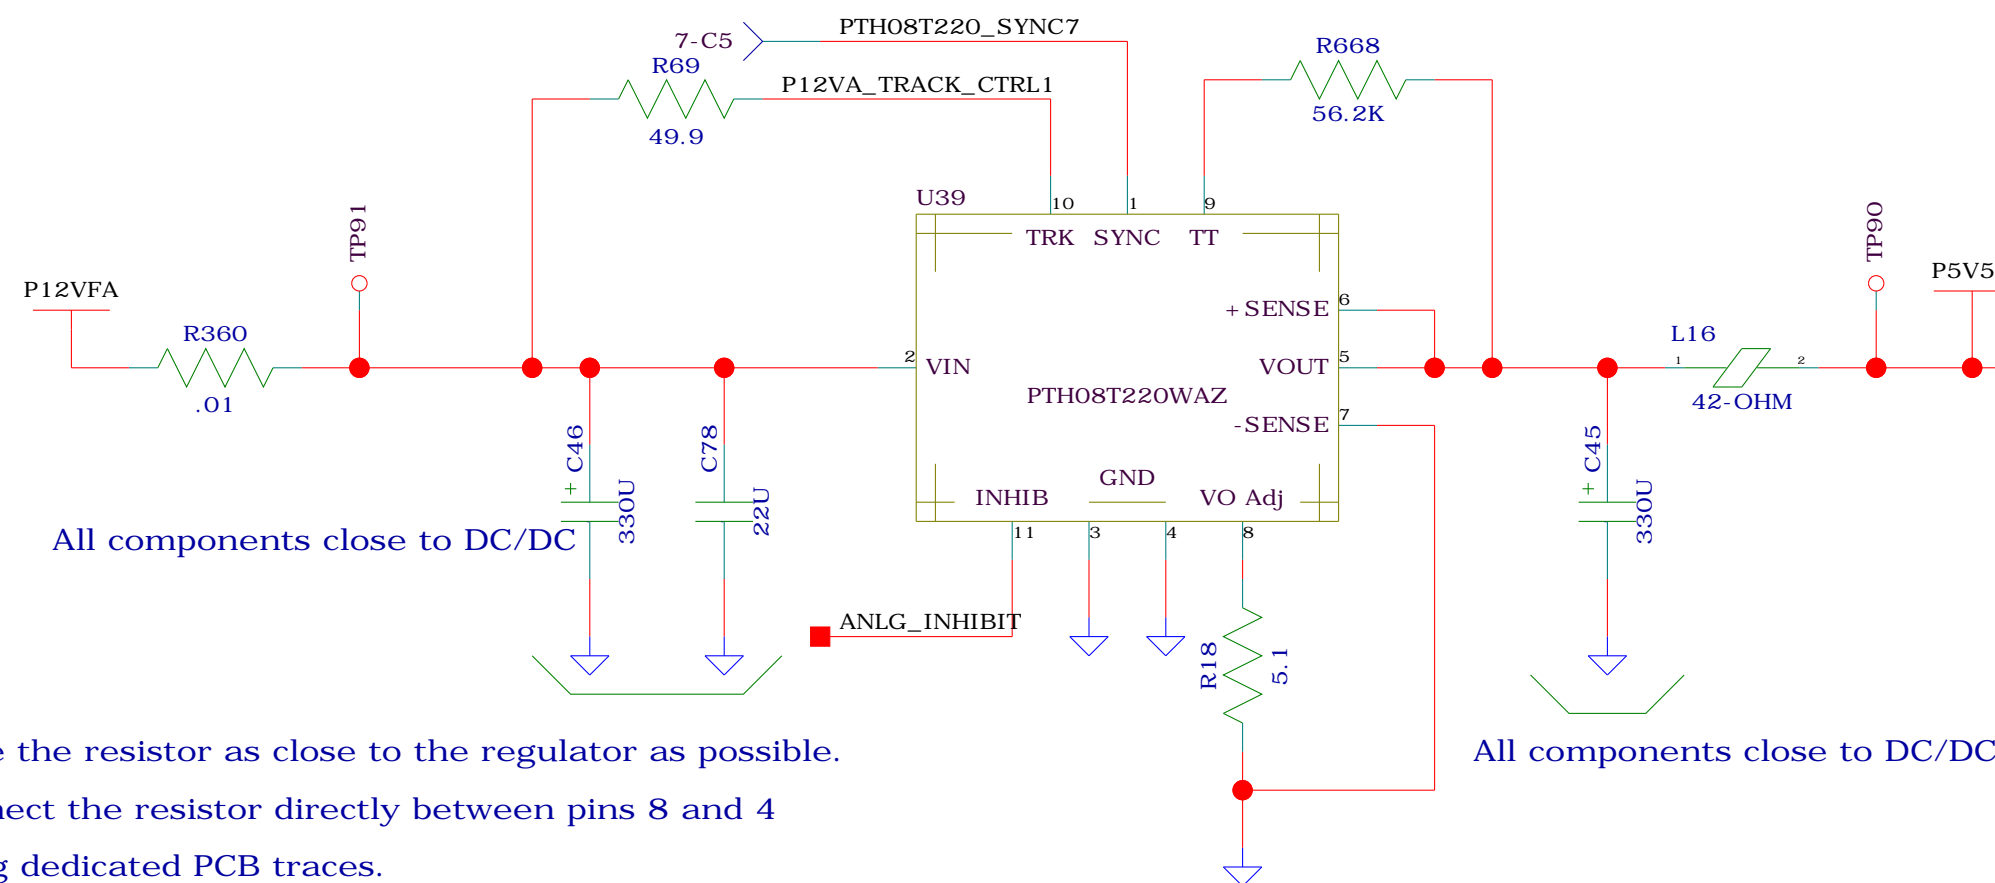 PTH08T220_SYNC7
7-C5
R69
P12VA_TRACK_CTRL1
49.9
R668
56.2K
U39
10
1
9
TRK SYNC TT
TP91
TP90
P12VFA
P5V5
R360
.01
2
VIN
+SENSE
6
VOUT
5
PTH08T220WAZ
-SENSE
7
L16
1
2
42-OHM
C46
+
330U
C78
22U
C45
+
330U
INHIB
GND
VO Adj
11
3
4
8
All components close to DC/DC
ANLG_INHIBIT
R18
5.1
e the resistor as close to the regulator as possible.
nect the resistor directly between pins 8 and 4
g dedicated PCB traces.
All components close to DC/DC